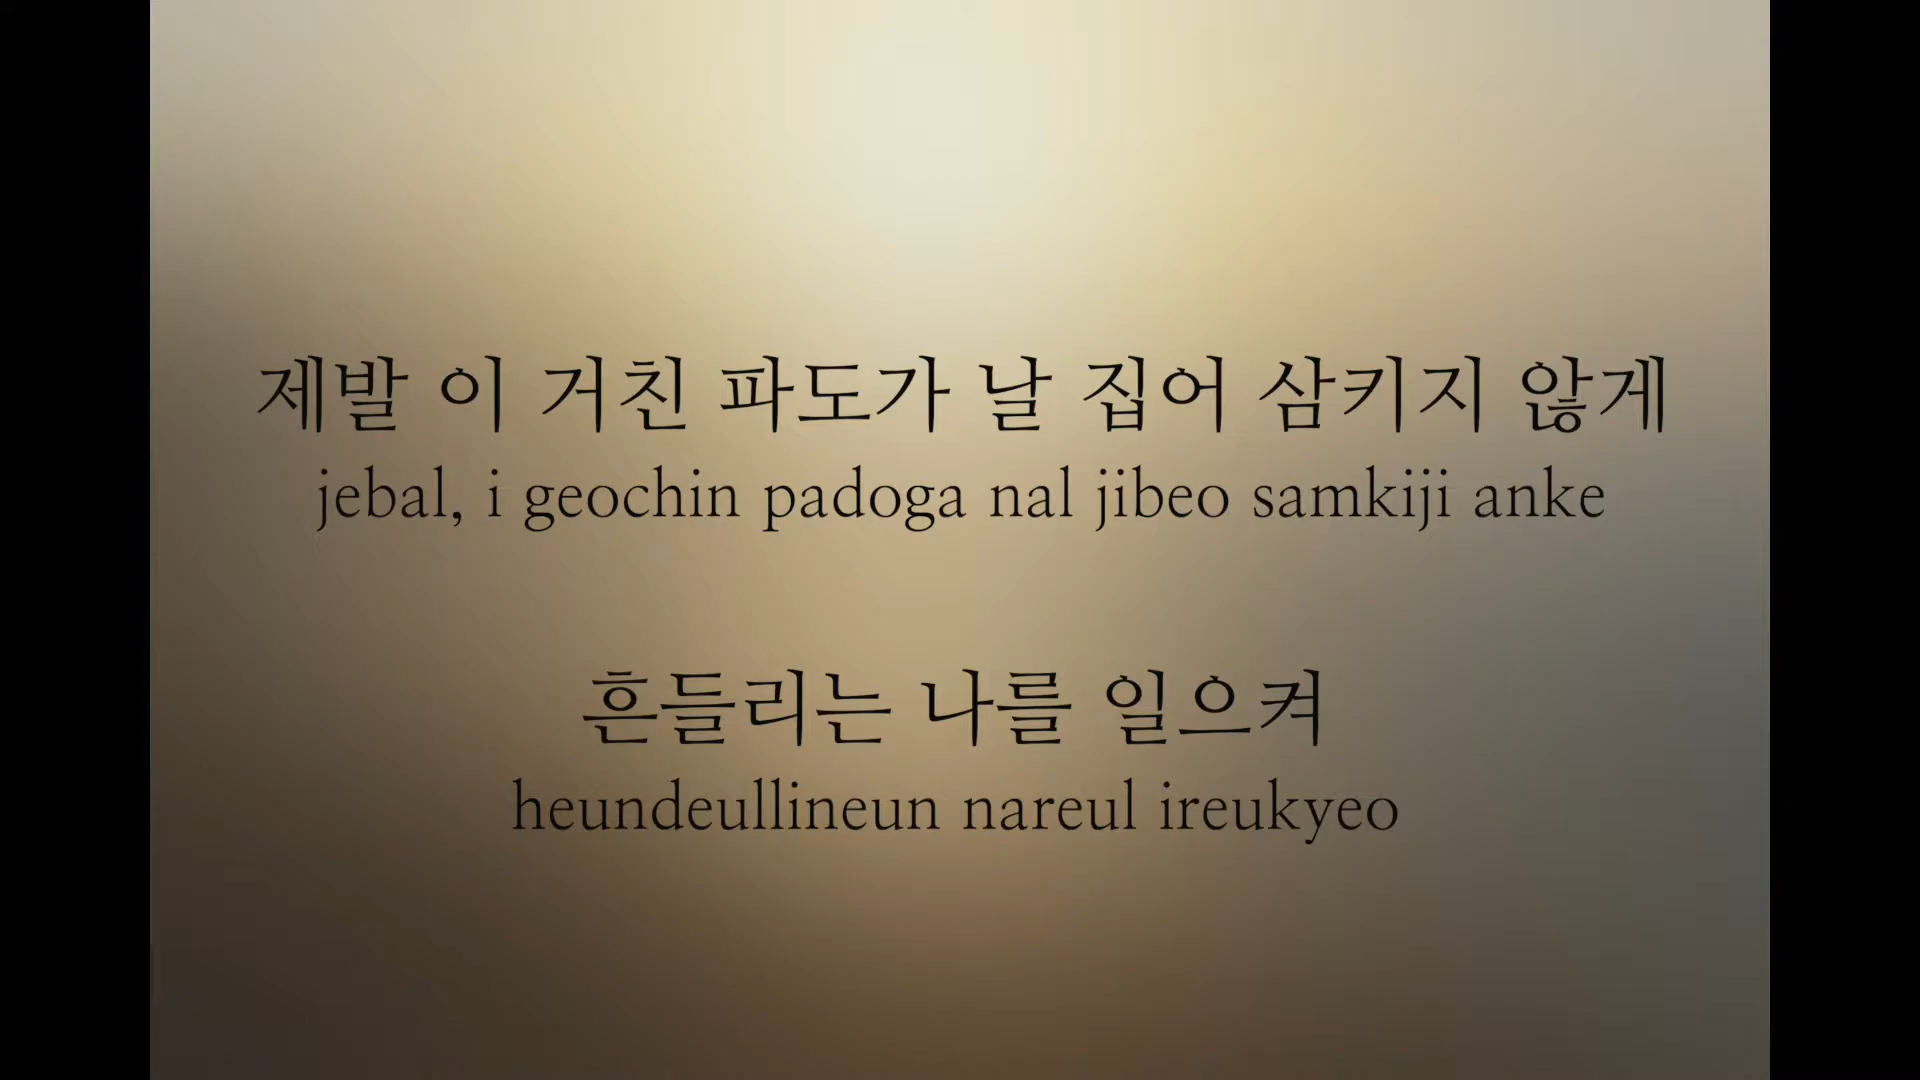 제발 이 거친 파도가 날 집어 삼키지 않게
jebal, i geochin padoga nal jibeo samkiji anke
흔들리는 나를 일으켜
heundeullineun nareul ireukyeo